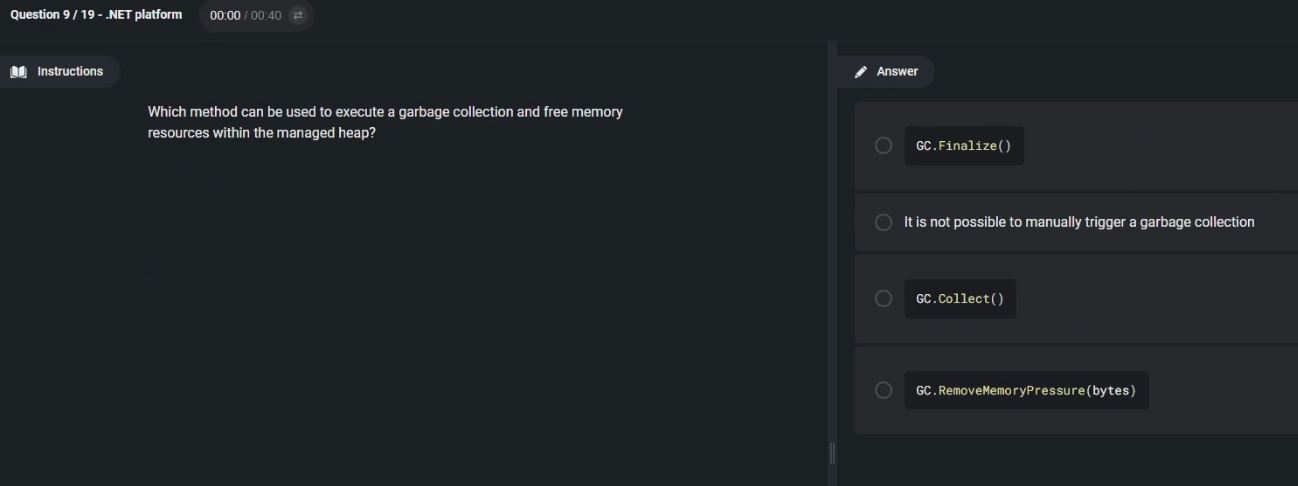 Question 9 / 19 - .NET platform
00:00 / 00:40
Instructions
Which method can be used to execute a garbage collection and free memory
resources within the managed heap?
Answer
GC.Finalize()
It is not possible to manually trigger a garbage collection
GC.Collect()
GC.RemoveMemoryPressure(bytes)